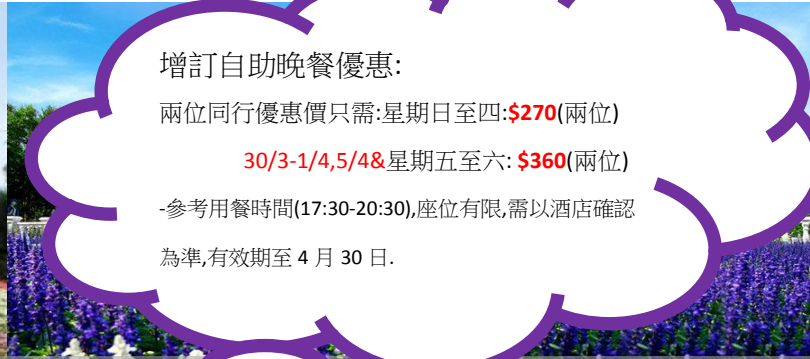 增訂自助晚餐優惠:
兩位同行優惠價只需:星期日至四:$270(兩位)
30/3-1/4,5/4&星期五至六: $360(兩位)
-參考用餐時間(17:30-20:30),座位有限,需以酒店確認
為準,有效期至 4 月 30 日.